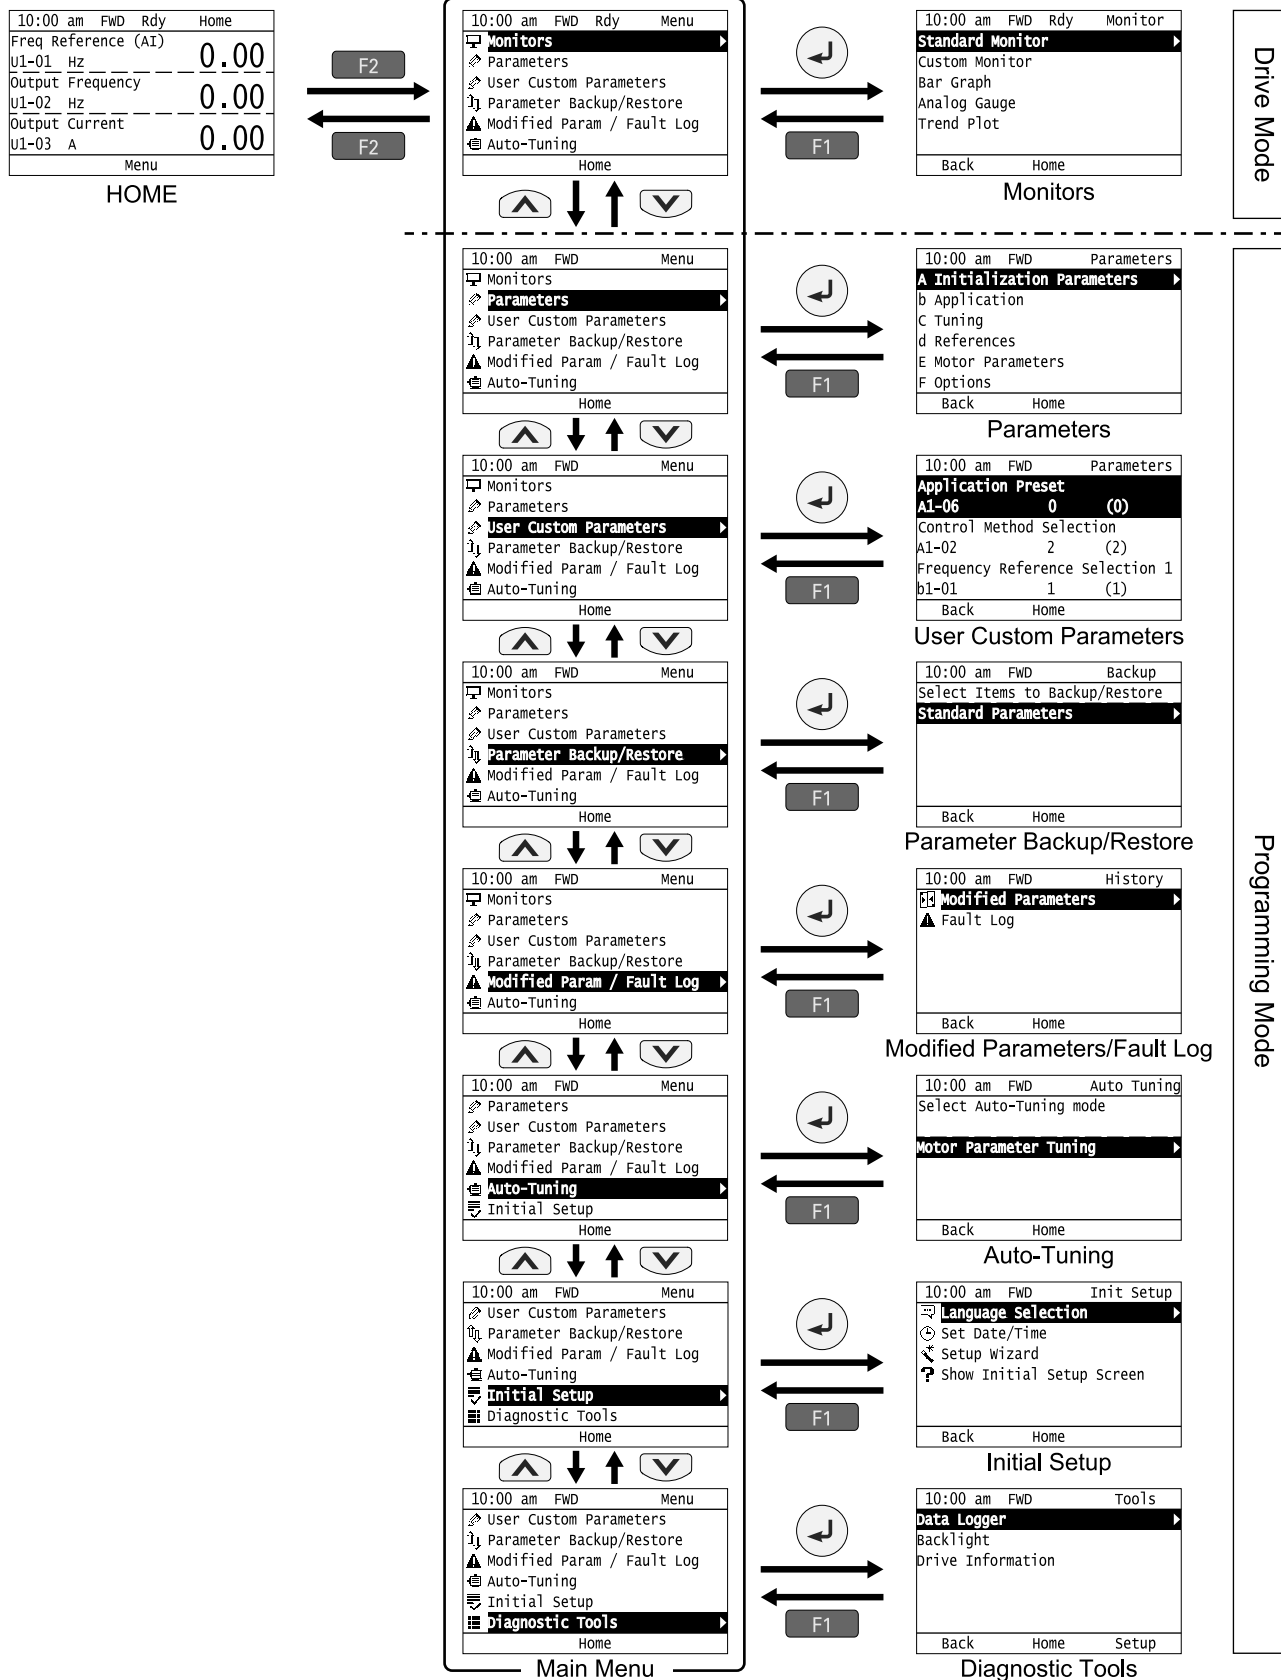 10:00 am FWD Rdy Home
Freq Reference (AI)
U1-01 Hz 0.00
Output Frequency
U1-02 Hz 0.00
Output Current
U1-03 A 0.00
Menu
HOME
F2
F2
10:00 am FWD Rdy Menu
Monitors
Parameters
User Custom Parameters
Parameter Backup/Restore
Modified Param / Fault Log
Auto-Tuning
Home
F1
10:00 am FWD Rdy Monitor
Standard Monitor
Custom Monitor
Bar Graph
Analog Gauge
Trend Plot
Back Home
Monitors
Drive Mode
10:00 am FWD Menu
Monitors
Parameters
User Custom Parameters
Parameter Backup/Restore
Modified Param / Fault Log
Auto-Tuning
Home
F1
10:00 am FWD Parameters
A Initialization Parameters
b Application
C Tuning
d References
E Motor Parameters
F Options
Back Home
Parameters
10:00 am FWD Menu
Monitors
Parameters
User Custom Parameters
Parameter Backup/Restore
Modified Param / Fault Log
Auto-Tuning
Home
F1
10:00 am FWD Parameters
Application Preset
A1-06 0 (0)
Control Method Selection
A1-02 2 (2)
Frequency Reference Selection 1
b1-01 1 (1)
Back Home
User Custom Parameters
10:00 am FWD Menu
Monitors
Parameters
User Custom Parameters
Parameter Backup/Restore
Modified Param / Fault Log
Auto-Tuning
Home
F1
10:00 am FWD Backup
Select Items to Backup/Restore
Standard Parameters
Back Home
Parameter Backup/Restore
10:00 am FWD Menu
Monitors
Parameters
User Custom Parameters
Parameter Backup/Restore
Modified Param / Fault Log
Auto-Tuning
Home
F1
10:00 am FWD History
Modified Parameters
Fault Log
Back Home
Modified Parameters/Fault Log
Programming Mode
10:00 am FWD Menu
Parameters
User Custom Parameters
Parameter Backup/Restore
Modified Param / Fault Log
Auto-Tuning
Initial Setup
Home
F1
10:00 am FWD Auto Tuning
Select Auto-Tuning mode
Motor Parameter Tuning
Back Home
Auto-Tuning
10:00 am FWD Menu
User Custom Parameters
Parameter Backup/Restore
Modified Param / Fault Log
Auto-Tuning
Initial Setup
Diagnostic Tools
Home
F1
10:00 am FWD Init Setup
Language Selection
Set Date/Time
Setup Wizard
Show Initial Setup Screen
Back Home
Initial Setup
10:00 am FWD Menu
User Custom Parameters
Parameter Backup/Restore
Modified Param / Fault Log
Auto-Tuning
Initial Setup
Diagnostic Tools
Home
Main Menu
F1
10:00 am FWD Tools
Data Logger
Backlight
Drive Information
Back Home Setup
Diagnostic Tools